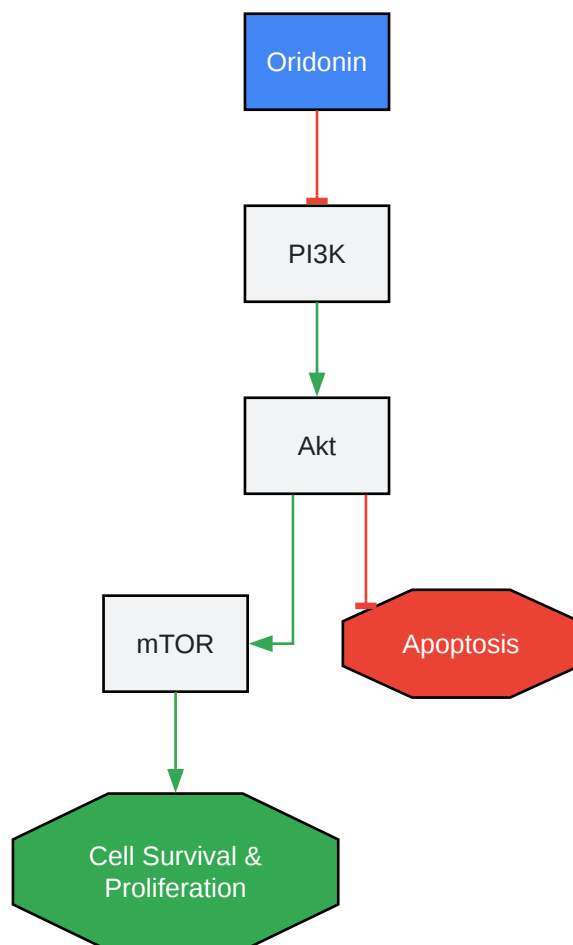 Oridonin
PI3K
Akt
mTOR
Apoptosis
Cell Survival &
Proliferation